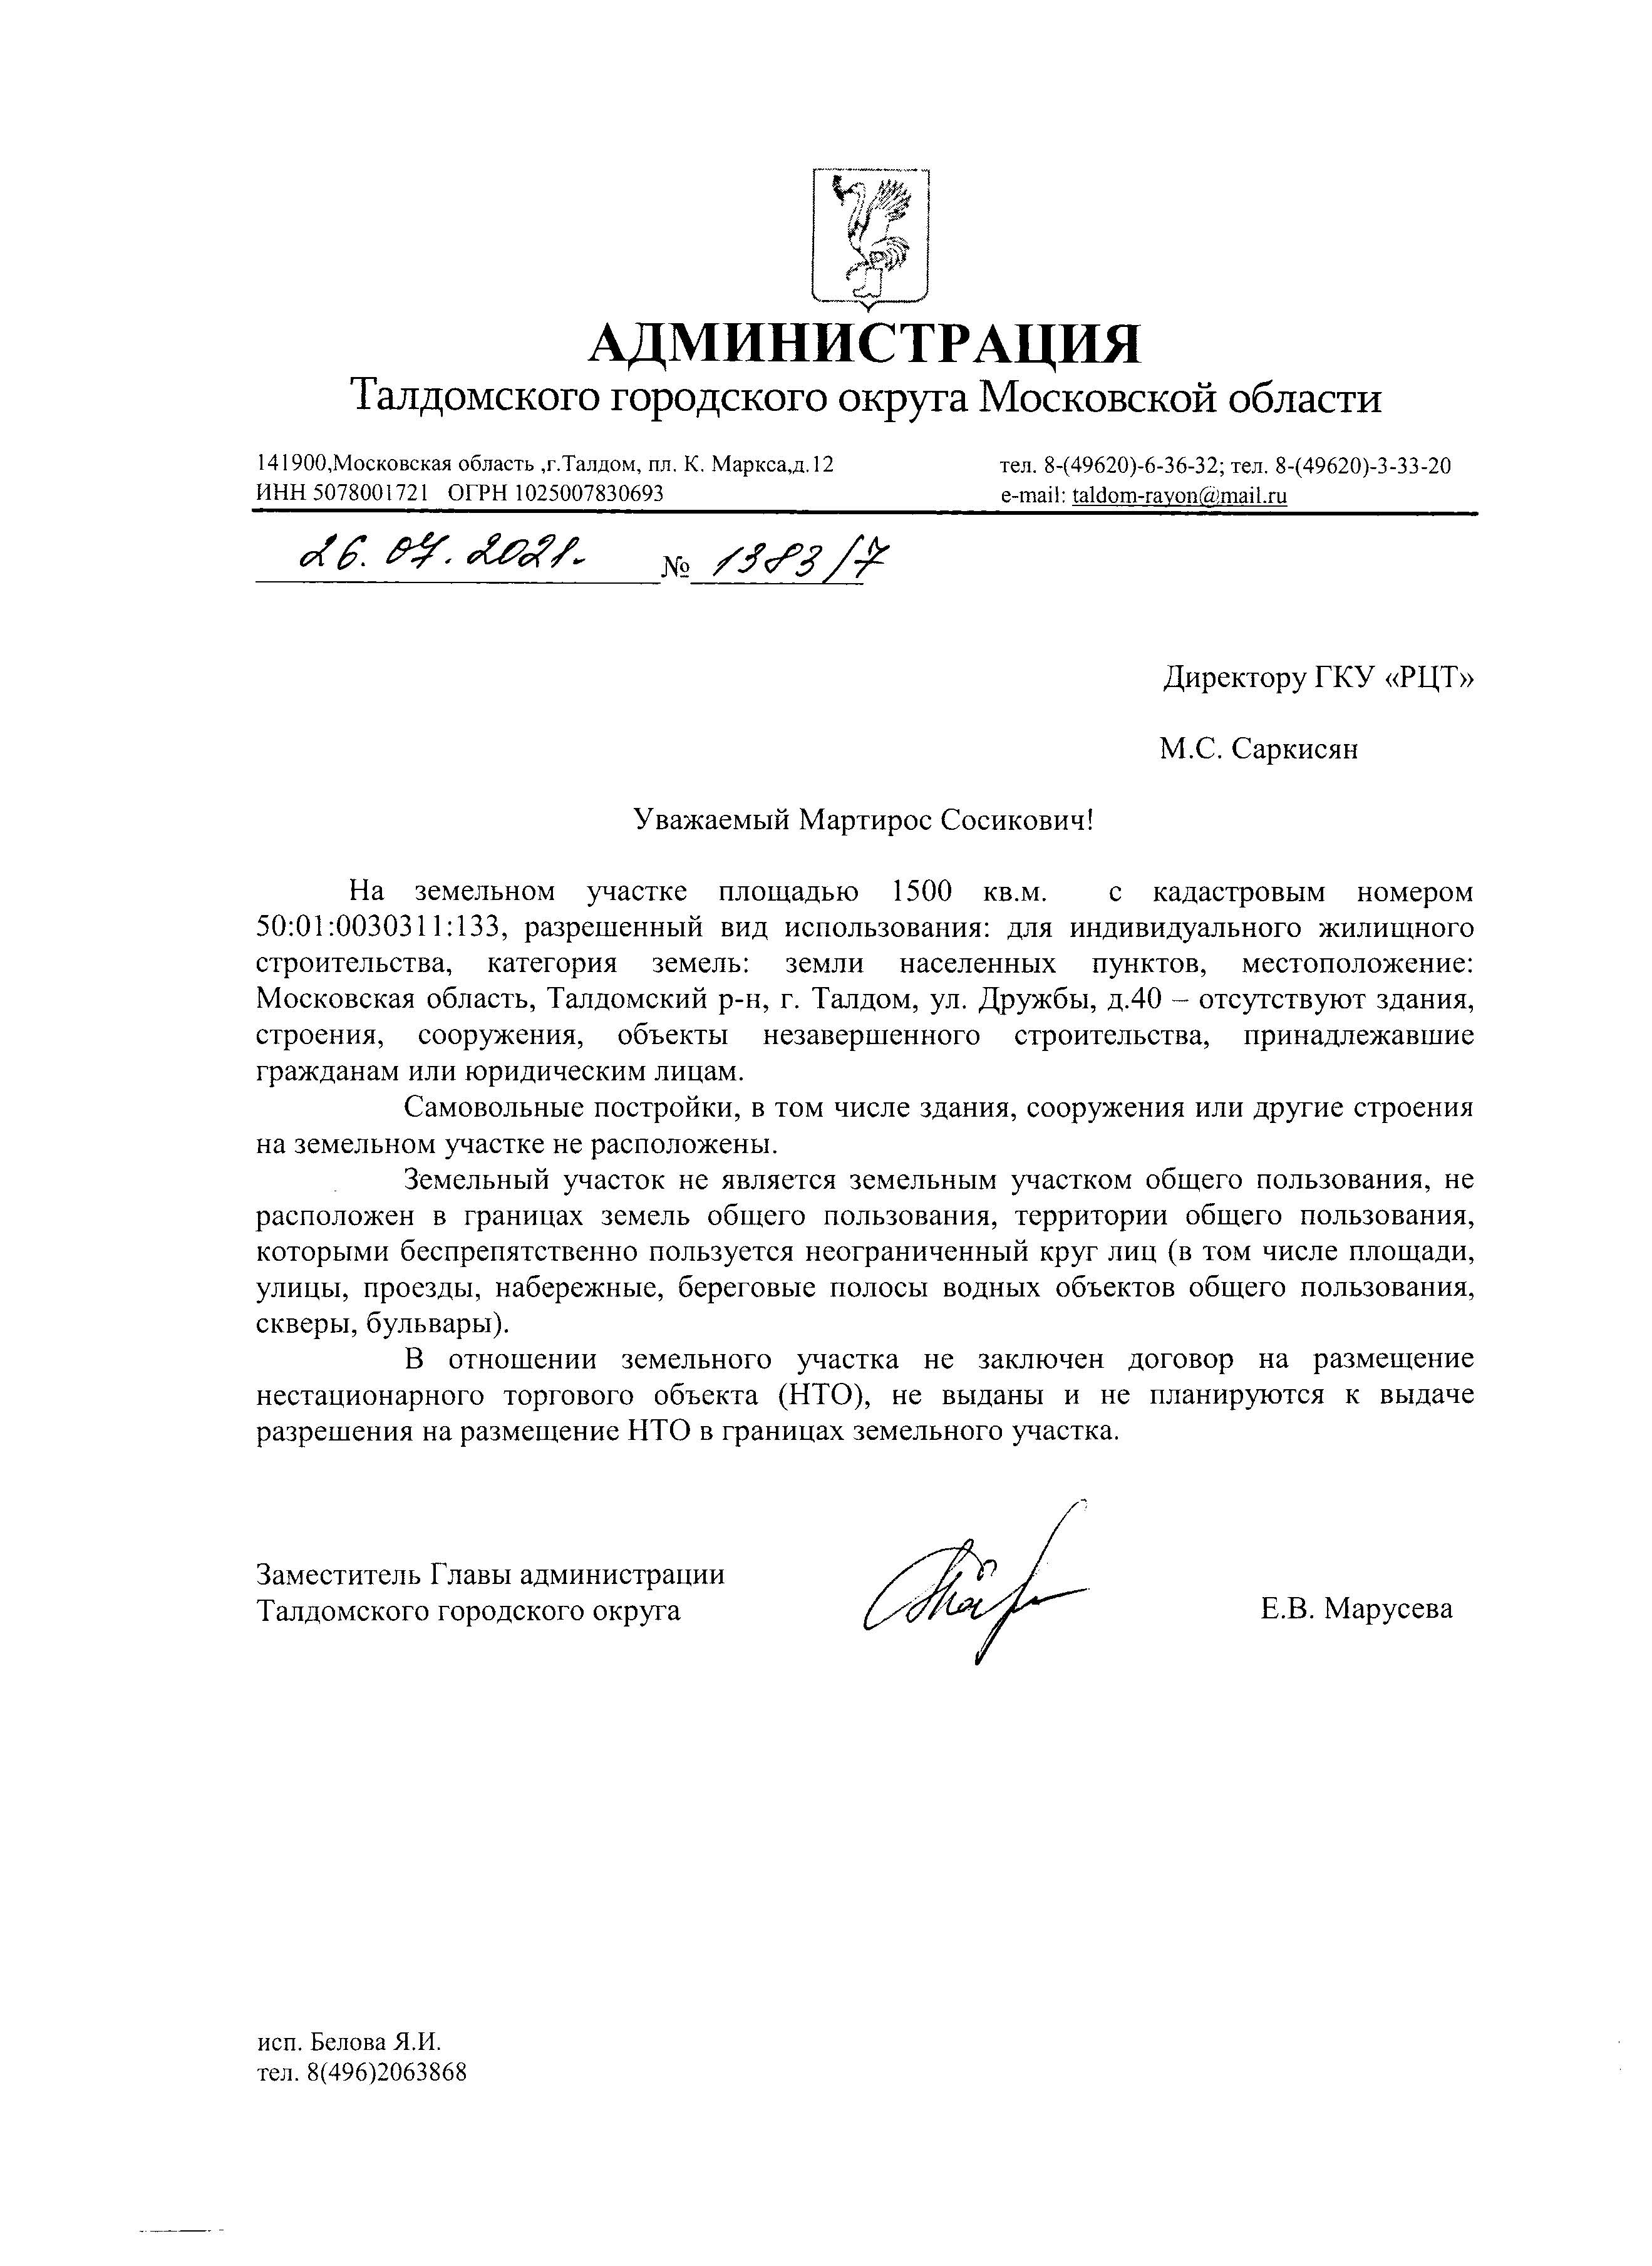 АДМИНИСТРАЦИЯ
Талдомского городского округа Московской области
141900,Московская область ,г.Талдом, пл. К. Маркса,д.12 тел. 8-(49620)-6-36-32; тел. 8-(49620)-3-33-20
ИНН 5078001721 ОГРН 1025007830693 e-mail: taldom-rayon@mail.ru
26.07.2021. № 1383/7
Директору ГКУ «РЦТ»
М.С. Саркисян
Уважаемый Мартирос Сосикович!
На земельном участке площадью 1500 кв.м. с кадастровым номером
50:01:0030311:133, разрешенный вид использования: для индивидуального жилищного
строительства, категория земель: земли населенных пунктов, местоположение:
Московская область, Талдомский р-н, г. Талдом, ул. Дружбы, д.40 – отсутствуют здания,
строения, сооружения, объекты незавершенного строительства, принадлежавшие
гражданам или юридическим лицам.
Самовольные постройки, в том числе здания, сооружения или другие строения
на земельном участке не расположены.
Земельный участок не является земельным участком общего пользования, не
расположен в границах земель общего пользования, территории общего пользования,
которыми беспрепятственно пользуется неограниченный круг лиц (в том числе площади,
улицы, проезды, набережные, береговые полосы водных объектов общего пользования,
скверы, бульвары).
В отношении земельного участка не заключен договор на размещение
нестационарного торгового объекта (НТО), не выданы и не планируются к выдаче
разрешения на размещение НТО в границах земельного участка.
Заместитель Главы администрации
Талдомского городского округа Е.В. Марусева
исп. Белова Я.И.
тел. 8(496)2063868